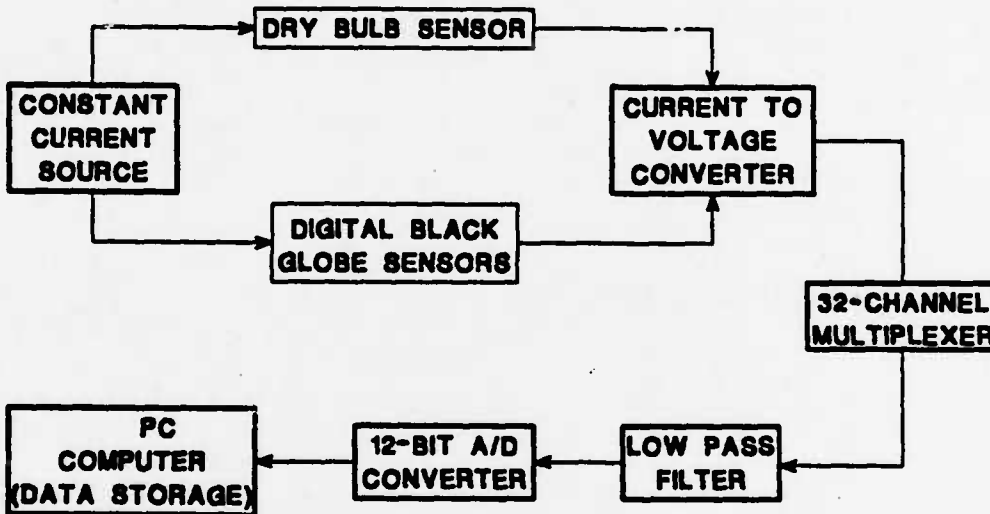 DRY BULB SENSOR
CONSTANT
CURRENT
SOURCE
CURRENT TO
VOLTAGE
CONVERTER
DIGITAL BLACK
GLOBE SENSORS
32-CHANNEL
MULTIPLEXER
LOW PASS
FILTER
12-BIT A/D
CONVERTER
PC
COMPUTER
(DATA STORAGE)